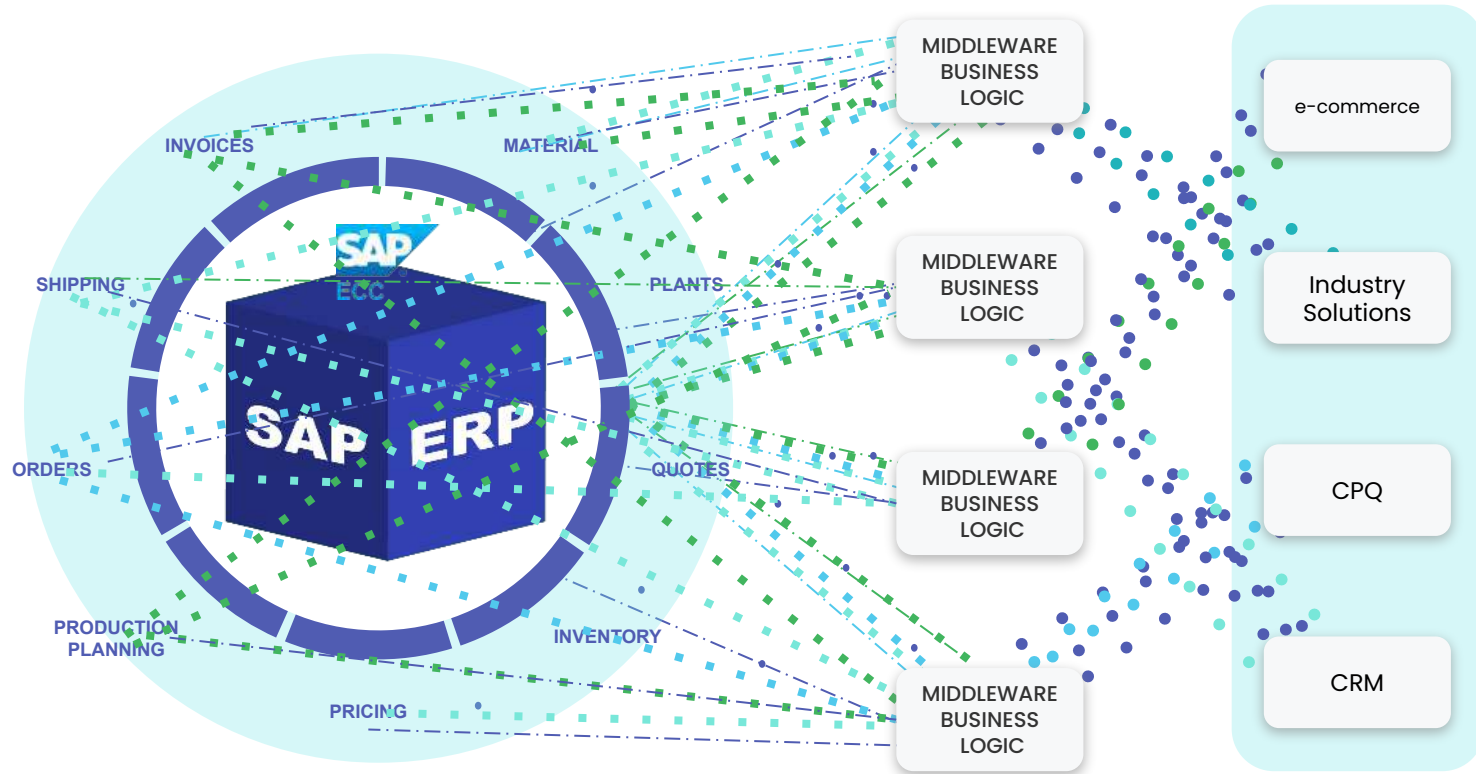 INVOICES
MATERIAL
SHIPPING
PLANTS
ORDERS
QUOTES
PRODUCTION
PLANNING
INVENTORY
PRICING
SAP
ECC
SAP ERP
MIDDLEWARE
BUSINESS
LOGIC
MIDDLEWARE
BUSINESS
LOGIC
MIDDLEWARE
BUSINESS
LOGIC
MIDDLEWARE
BUSINESS
LOGIC
e-commerce
Industry
Solutions
CPQ
CRM